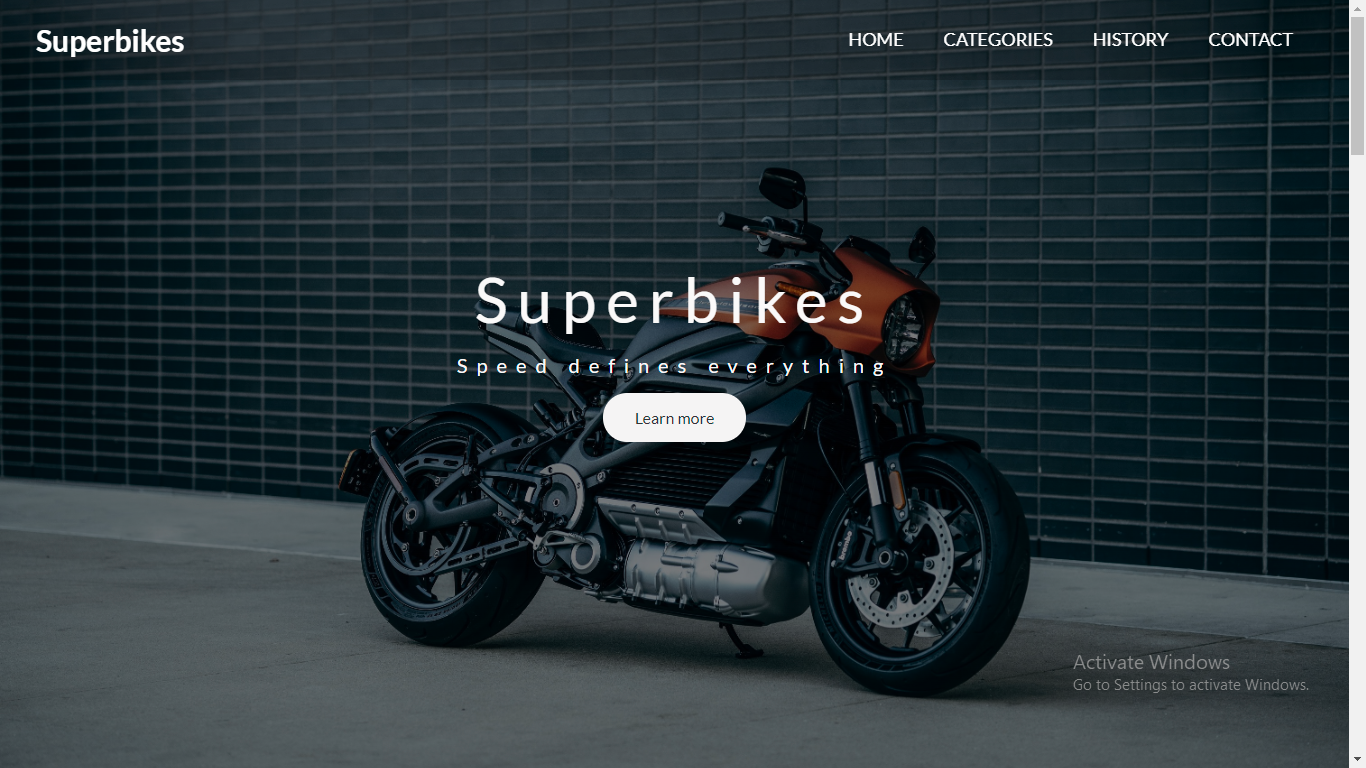 Superbikes
HOME CATEGORIES HISTORY CONTACT
Superbikes
Speed defines everything
Learn more
brembo
Activate Windows
Go to Settings to activate Windows.